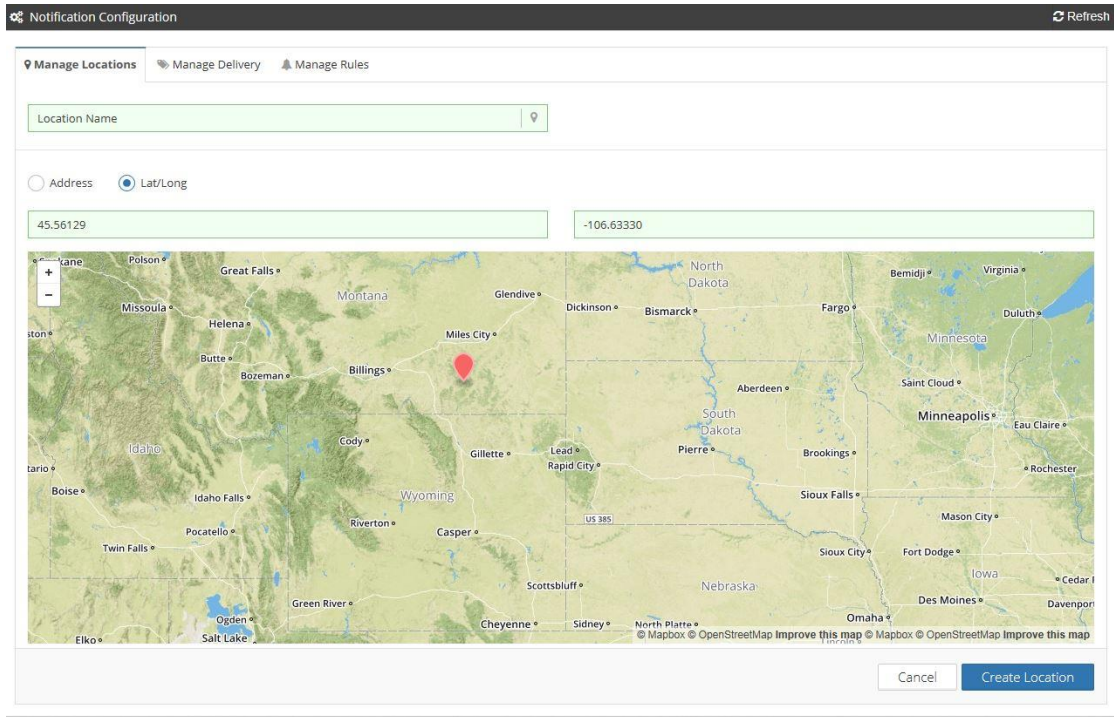 Notification Configuration Refresh
Manage Locations Manage Delivery Manage Rules
Location Name
Address Lat/Long
45.56129 -106.63330
+
−
Polson
Great Falls
Montana
Glendive
North
Dakota
Bemidji
Virginia
Missoula
Dickinson
Bismarck
Fargo
Duluth
Helena
Miles City
Minnesota
Butte
Bozeman
Billings
Aberdeen
Saint Cloud
South
Dakota
Minneapolis
Eau Claire
Idaho
Cody
Gillette
Lead
Rapid City
Pierre
Brookings
Rochester
Boise
Idaho Falls
Wyoming
Sioux Falls
Pocatello
Riverton
Casper
US 385
Mason City
Twin Falls
Sioux City
Fort Dodge
Iowa
Scottsbluff
Nebraska
Cedar
Green River
Des Moines
Davenport
Ogden
Omaha
Cheyenne
Sidney
North Platte
Elko
Salt Lake
© Mapbox © OpenStreetMap Improve this map © Mapbox © OpenStreetMap Improve this map
Cancel Create Location